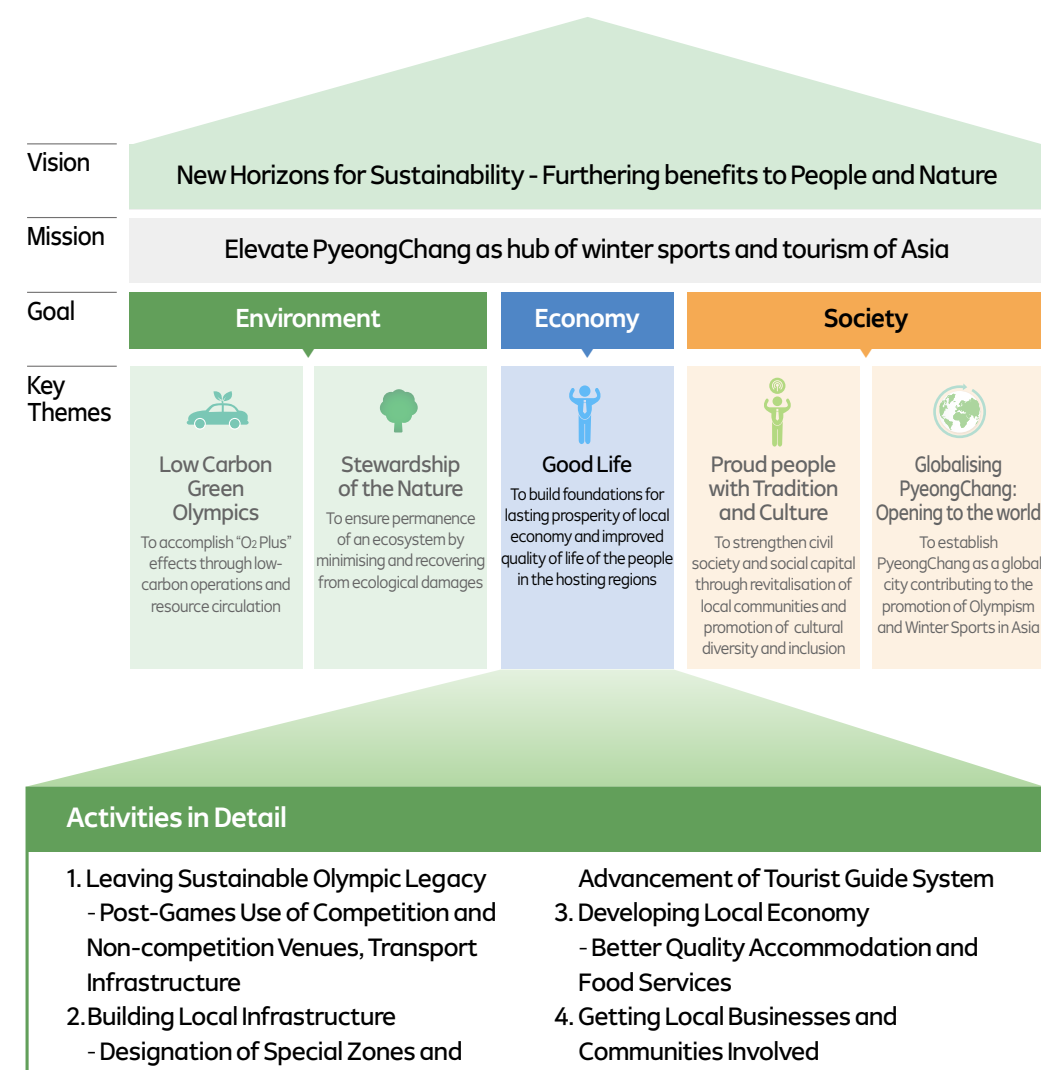 Vision
New Horizons for Sustainability - Furthering benefits to People and Nature
Mission
Elevate PyeongChang as hub of winter sports and tourism of Asia
Goal
Environment
Economy
Society
Key
Themes
Low Carbon
Green
Olympics
To accomplish "O2 Plus"
effects through low-
carbon operations and
resource circulation
Stewardship
of the Nature
To ensure permanence
of an ecosystem by
minimising and recovering
from ecological damages
Good Life
To build foundations for
lasting prosperity of local
economy and improved
quality of life of the people
in the hosting regions
Proud people
with Tradition
and Culture
To strengthen civil
society and social capital
through revitalisation of
local communities and
promotion of cultural
diversity and inclusion
Globalising
PyeongChang:
Opening to the world
To establish
PyeongChang as a global
city contributing to the
promotion of Olympism
and Winter Sports in Asia
Activities in Detail
1. Leaving Sustainable Olympic Legacy
- Post-Games Use of Competition and
Non-competition Venues, Transport
Infrastructure
2. Building Local Infrastructure
- Designation of Special Zones and
Advancement of Tourist Guide System
3. Developing Local Economy
- Better Quality Accommodation and
Food Services
4. Getting Local Businesses and
Communities Involved